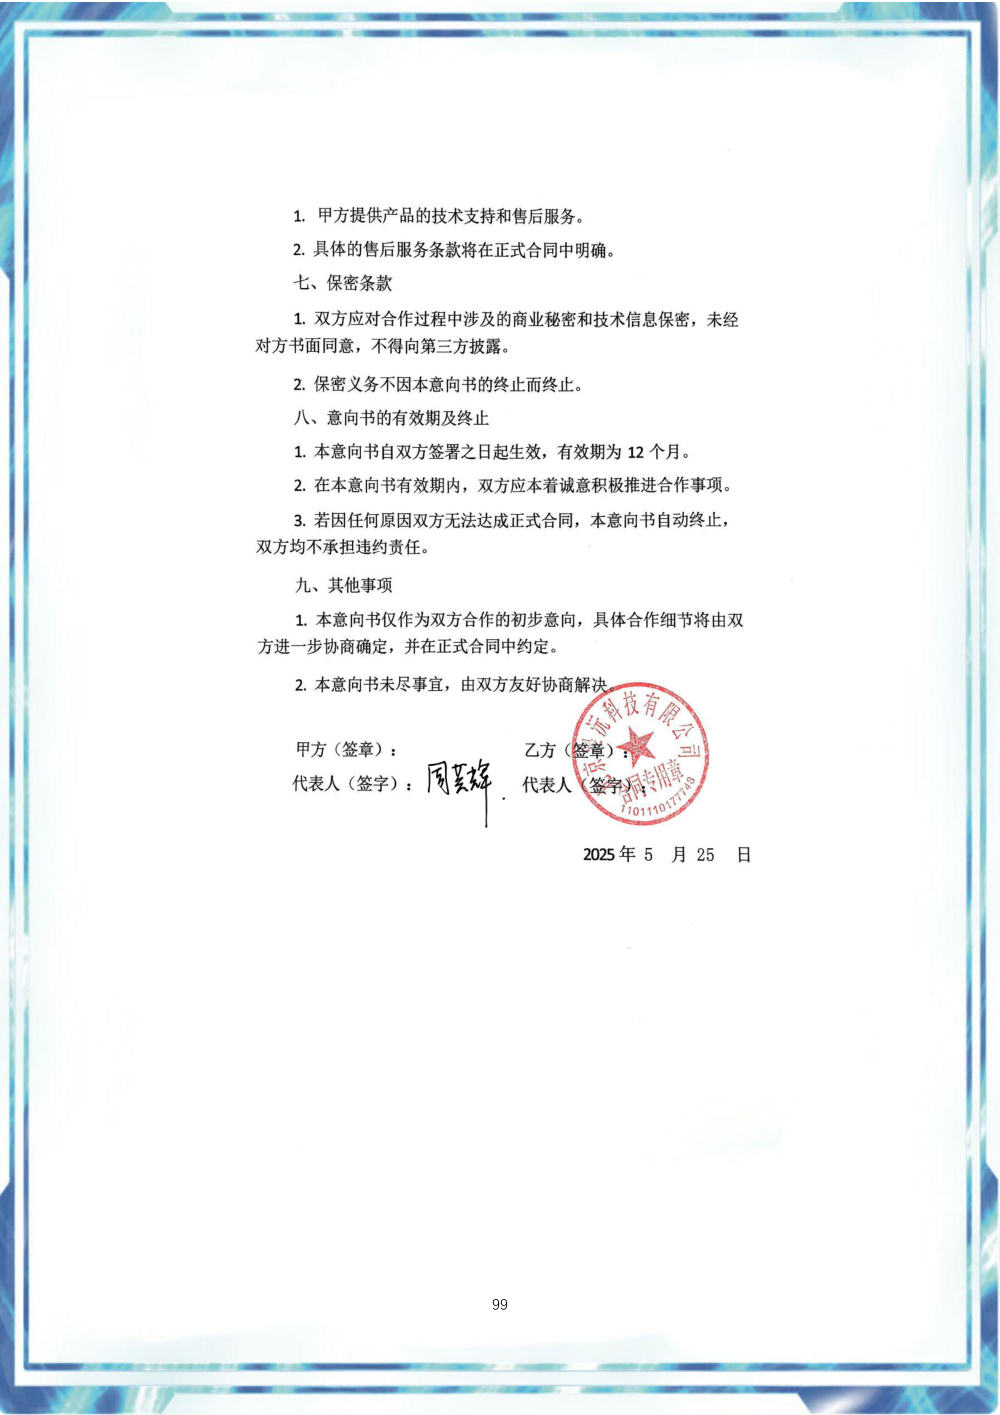 1. 甲方提供产品的技术支持和售后服务。
2. 具体的售后服务条款将在正式合同中明确。
七、保密条款
1. 双方应对合作过程中涉及的商业秘密和技术信息保密，未经
对方书面同意，不得向第三方披露。
2. 保密义务不因本意向书的终止而终止。
八、意向书的有效期及终止
1. 本意向书自双方签署之日起生效，有效期为 12 个月。
2. 在本意向书有效期内，双方应本着诚意积极推进合作事项。
3. 若因任何原因双方无法达成正式合同，本意向书自动终止，
双方均不承担违约责任。
九、其他事项
1. 本意向书仅作为双方合作的初步意向，具体合作细节将由双
方进一步协商确定，并在正式合同中约定。
2. 本意向书未尽事宜，由双方友好协商解决。
甲方（签章）： 乙方（签章）：
代表人（签字）： 代表人（签字）：
京 沅科技有限公司
合同专用章
1101110177748
2025 年 5 月 25 日
99